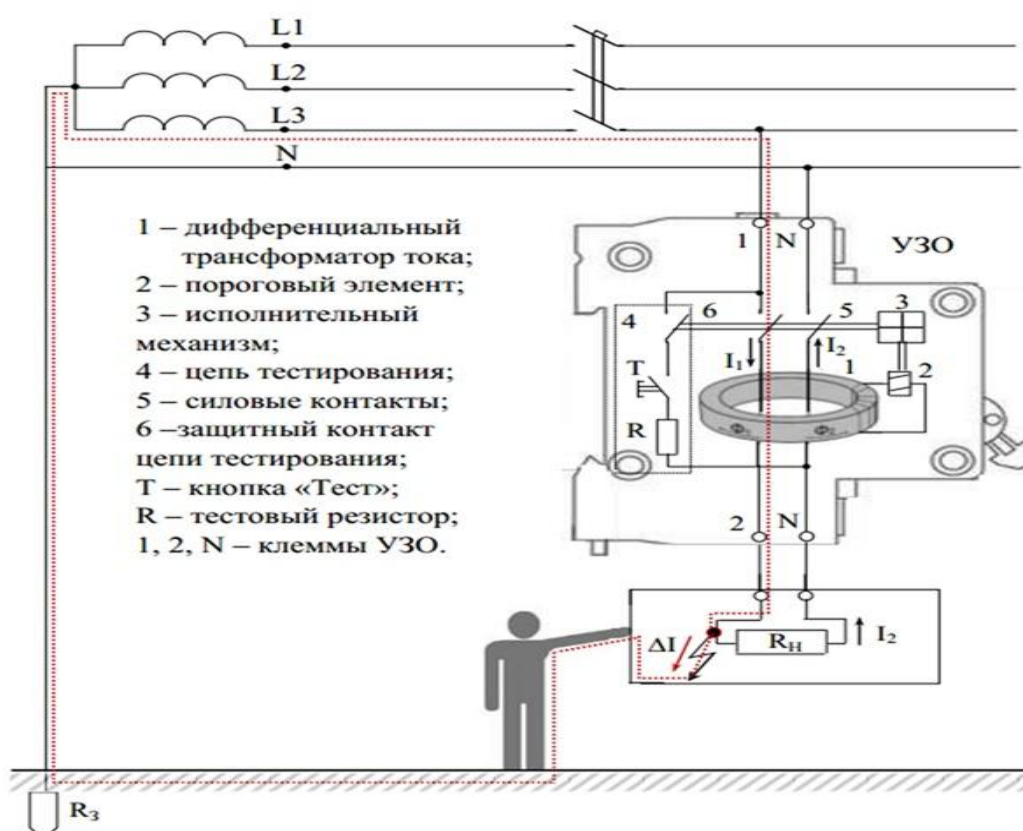 L1
L2
L3
N
1 – дифференциальный
трансформатор тока;
2 – пороговый элемент;
3 – исполнительный
механизм;
4 – цепь тестирования;
5 – силовые контакты;
6 –защитный контакт
цепи тестирования;
Т – кнопка «Тест»;
R – тестовый резистор;
1, 2, N – клеммы УЗО.
1 N
УЗО
4 6 5 3
I₁ I₂
T 1 2
R
2 N
ΔI Rн I₂
R₃